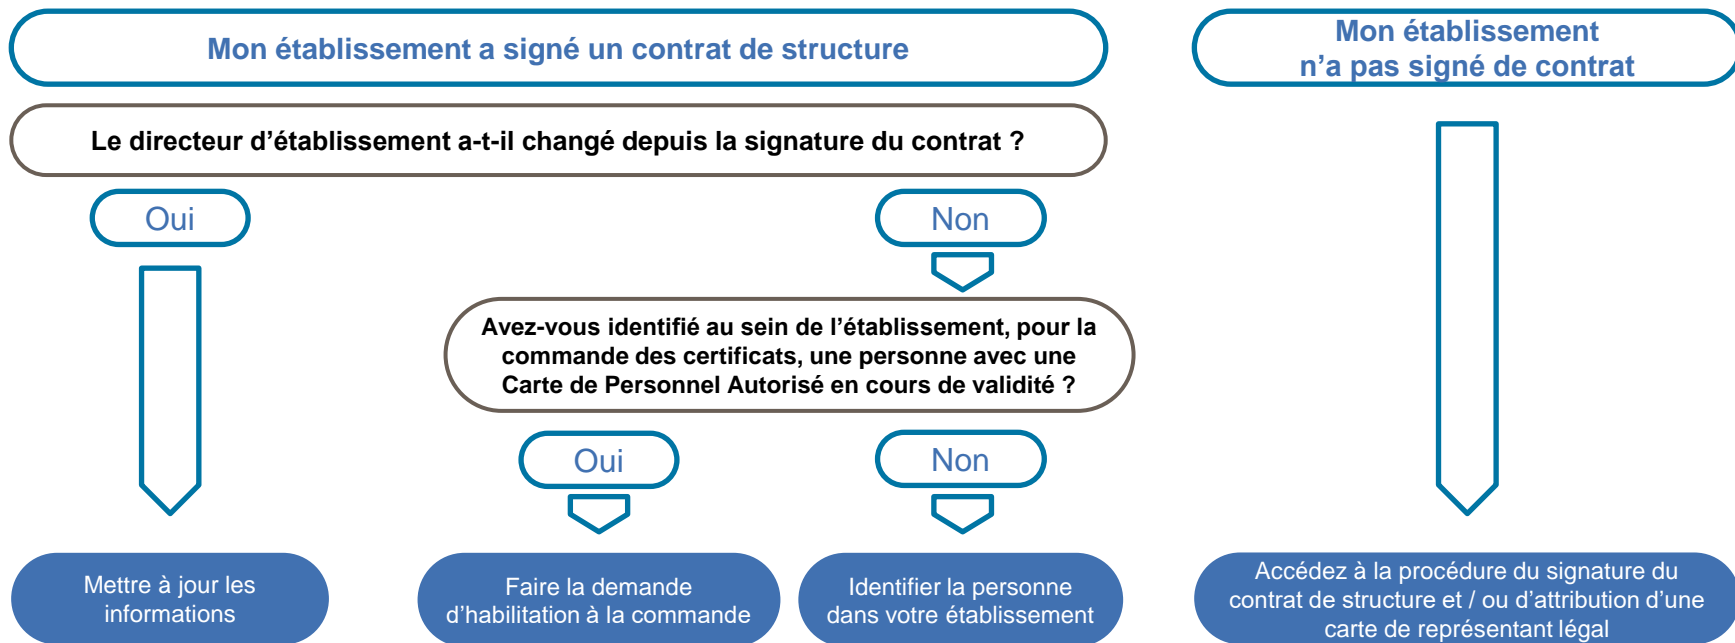 Mon établissement a signé un contrat de structure
Mon établissement
n'a pas signé de contrat
Le directeur d'établissement a-t-il changé depuis la signature du contrat ?
Oui
Non
Avez-vous identifié au sein de l'établissement, pour la
commande des certificats, une personne avec une
Carte de Personnel Autorisé en cours de validité ?
Oui
Non
Mettre à jour les
informations
Faire la demande
d'habilitation à la commande
Identifier la personne
dans votre établissement
Accédez à la procédure du signature du
contrat de structure et / ou d'attribution d'une
carte de représentant légal